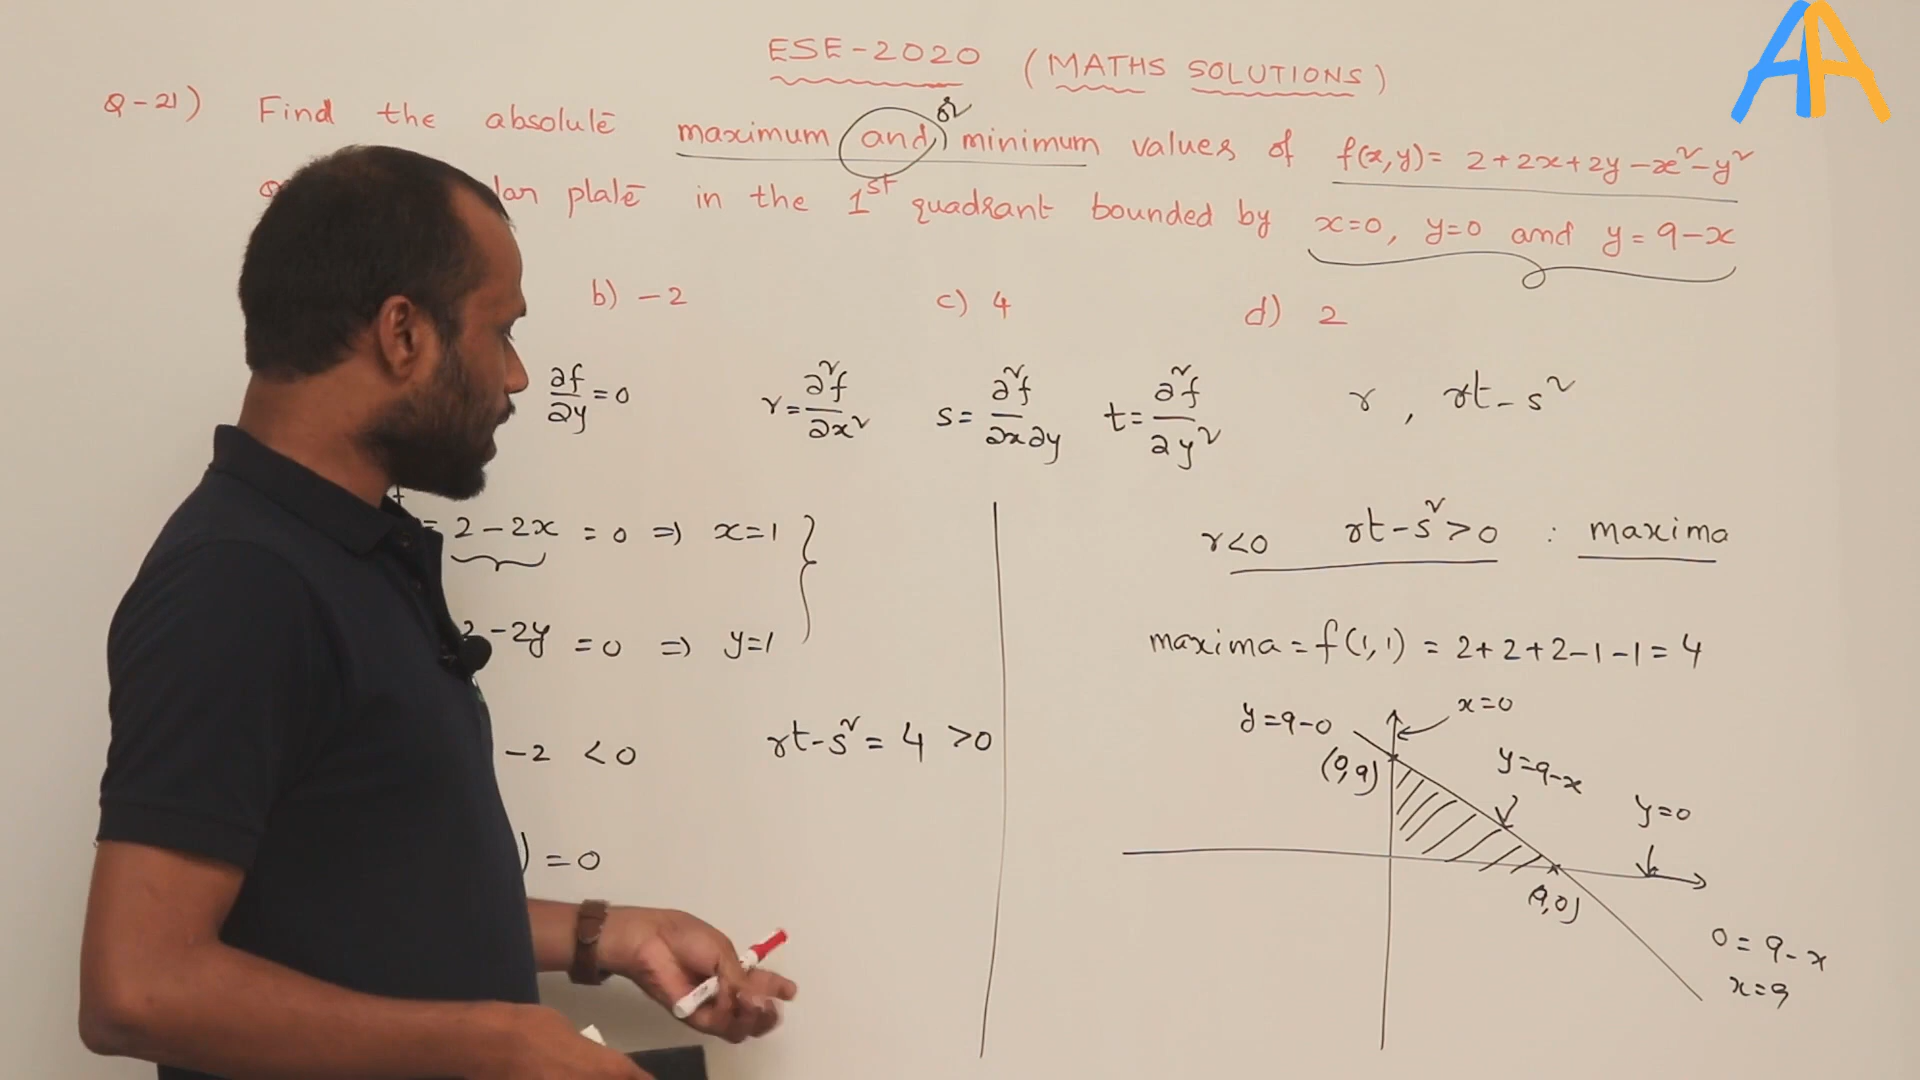 ESE-2020 (MATHS SOLUTIONS)
Q-21) Find the absolute maximum (and) or minimum values of f(x,y)= 2+2x+2y-x²-y²
plate in the 1st quadrant bounded by x=0, y=0 and y=9-x
b) -2 c) 4 d) 2
∂f/∂y = 0 r = ∂²f/∂x² s = ∂²f/∂x∂y t = ∂²f/∂y² r , rt-s²
= 2-2x = 0 ⇒ x=1
r<0 rt-s²>0 : maxima
2-2y = 0 ⇒ y=1
maxima = f(1,1) = 2+2+2-1-1 = 4
-2 < 0 rt-s² = 4 >0
) = 0
y=9-0 x=0
(0,9) y=9-x
y=0
(9,0)
0 = 9-x
x=9
AA